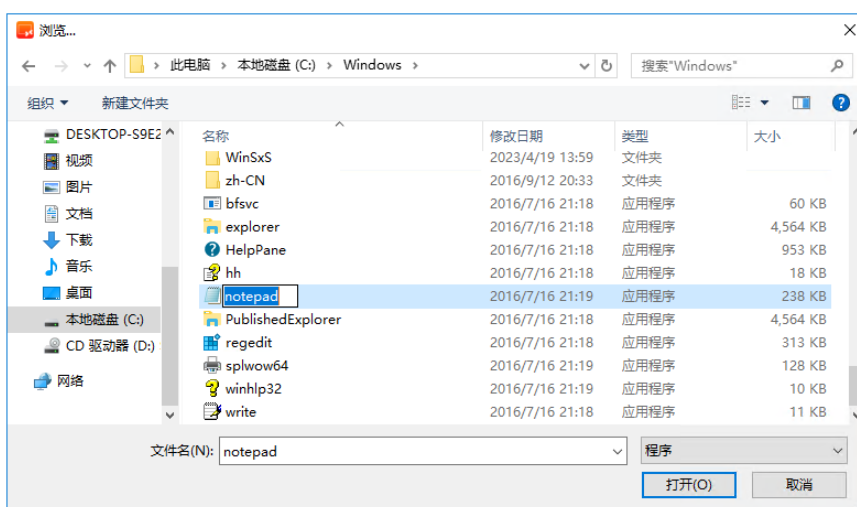 浏览...
此电脑 › 本地磁盘 (C:) › Windows ›
搜索"Windows"
组织 新建文件夹
名称 修改日期 类型 大小
DESKTOP-S9E2
视频
图片
文档
下载
音乐
桌面
本地磁盘 (C:)
CD 驱动器 (D:)
网络
WinSxS 2023/4/19 13:59 文件夹
zh-CN 2016/9/12 20:33 文件夹
bfsvc 2016/7/16 21:18 应用程序 60 KB
explorer 2016/7/16 21:18 应用程序 4,564 KB
HelpPane 2016/7/16 21:18 应用程序 953 KB
hh 2016/7/16 21:18 应用程序 18 KB
notepad 2016/7/16 21:19 应用程序 238 KB
PublishedExplorer 2016/7/16 21:18 应用程序 4,564 KB
regedit 2016/7/16 21:18 应用程序 313 KB
splwow64 2016/7/16 21:19 应用程序 128 KB
winhlp32 2016/7/16 21:19 应用程序 10 KB
write 2016/7/16 21:18 应用程序 11 KB
文件名(N): notepad 程序
打开(O) 取消